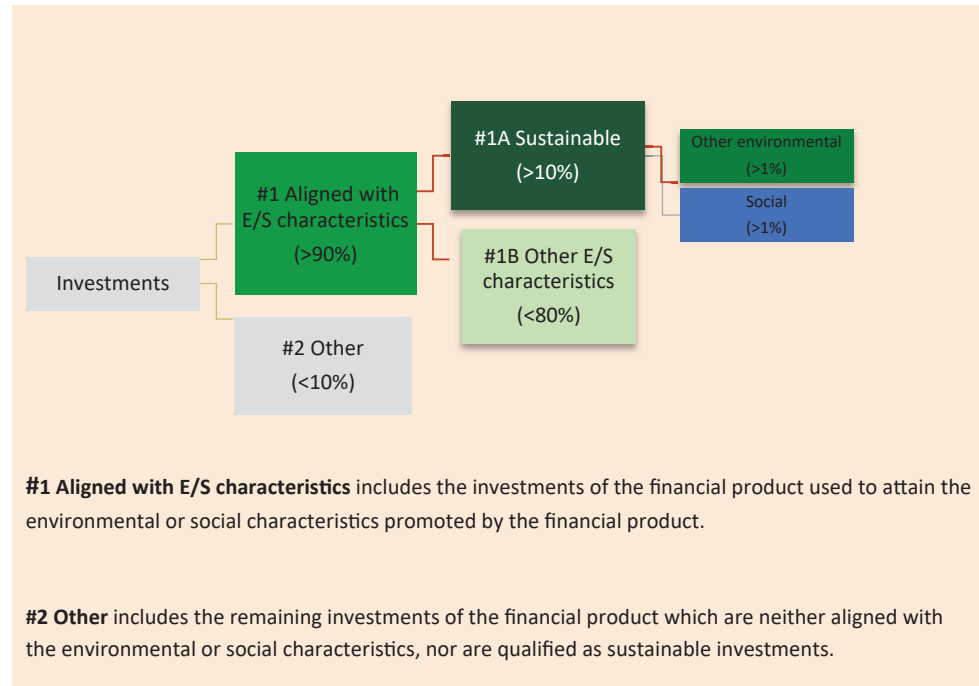 Investments
#1 Aligned with
E/S characteristics
(>90%)
#2 Other
(<10%)
#1A Sustainable
(>10%)
#1B Other E/S
characteristics
(<80%)
Other environmental
(>1%)
Social
(>1%)
#1 Aligned with E/S characteristics includes the investments of the financial product used to attain the
environmental or social characteristics promoted by the financial product.
#2 Other includes the remaining investments of the financial product which are neither aligned with
the environmental or social characteristics, nor are qualified as sustainable investments.